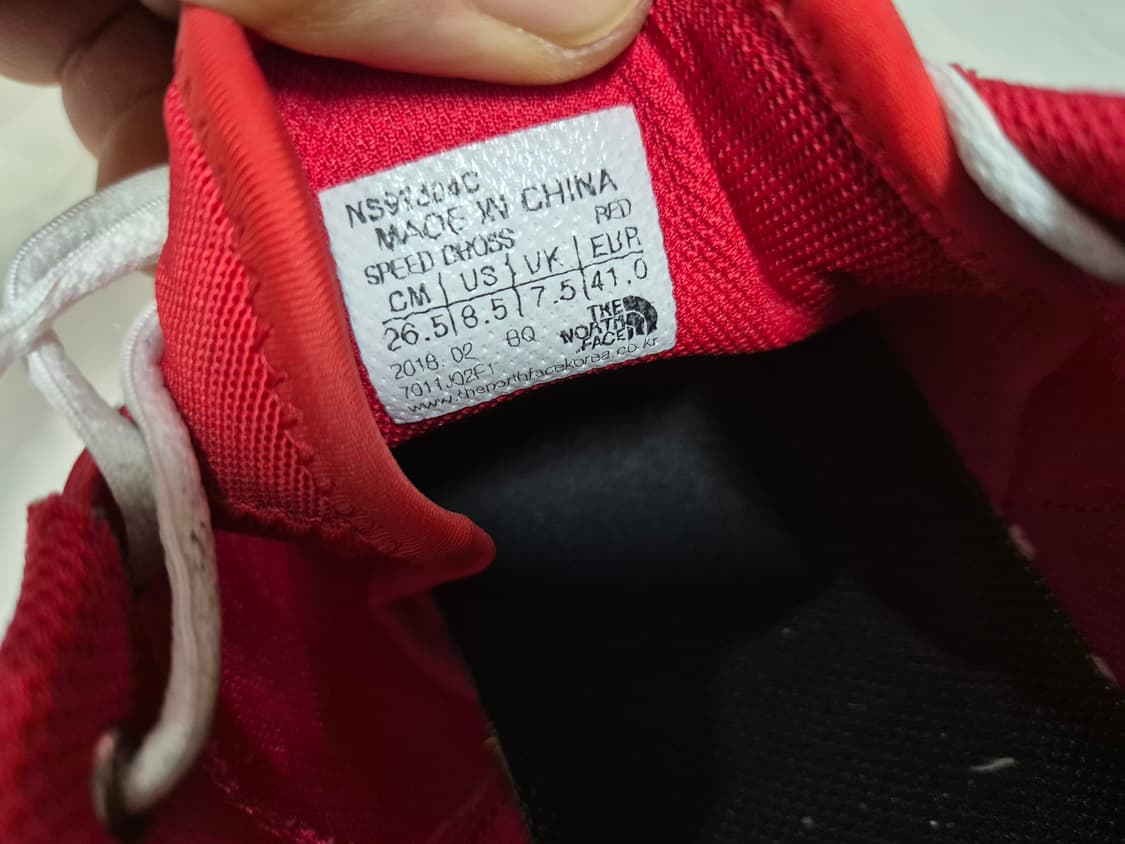 MADE IN CHINA
SPEED CROSS RED
CM US UK EUR
26.5 8.5 7.5 41.0
2018.02 BQ
THE
NORTH
FACE
www.thenorthfacekorea.co.kr